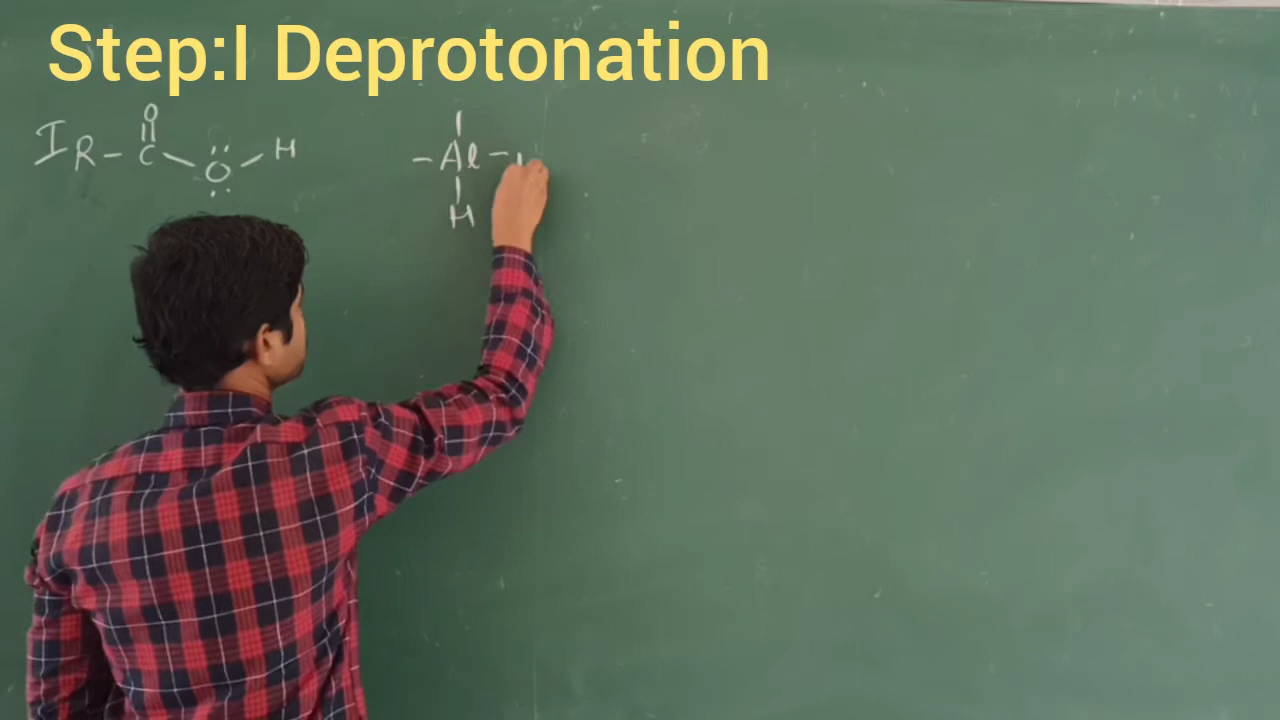 Step:I Deprotonation
I R - C - O - H
O
- Al -
H